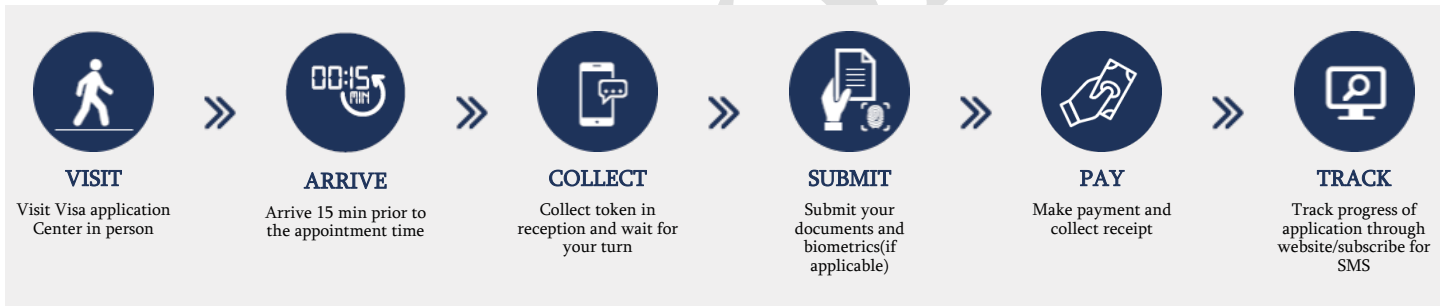 00:15
MIN
VISIT
Visit Visa application
Center in person
ARRIVE
Arrive 15 min prior to
the appointment time
COLLECT
Collect token in
reception and wait for
your turn
SUBMIT
Submit your
documents and
biometrics(if
applicable)
PAY
Make payment and
collect receipt
TRACK
Track progress of
application through
website/subscribe for
SMS